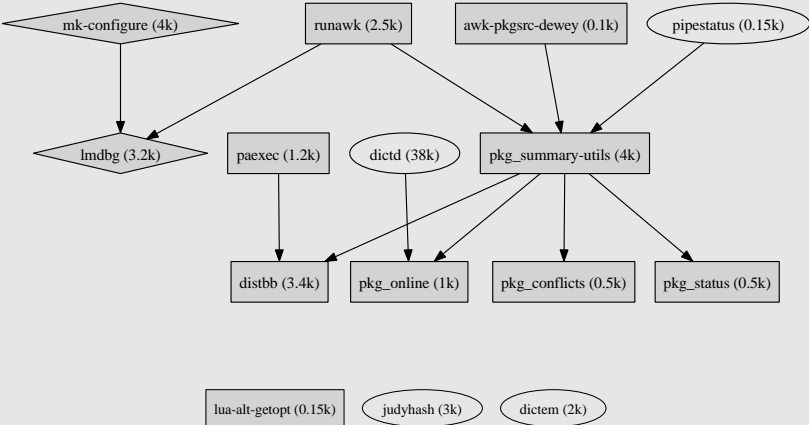 mk-configure (4k)
runawk (2.5k)
awk-pkgsrc-dewey (0.1k)
pipestatus (0.15k)
lmdbg (3.2k)
paexec (1.2k)
dictd (38k)
pkg_summary-utils (4k)
distbb (3.4k)
pkg_online (1k)
pkg_conflicts (0.5k)
pkg_status (0.5k)
lua-alt-getopt (0.15k)
judyhash (3k)
dictem (2k)